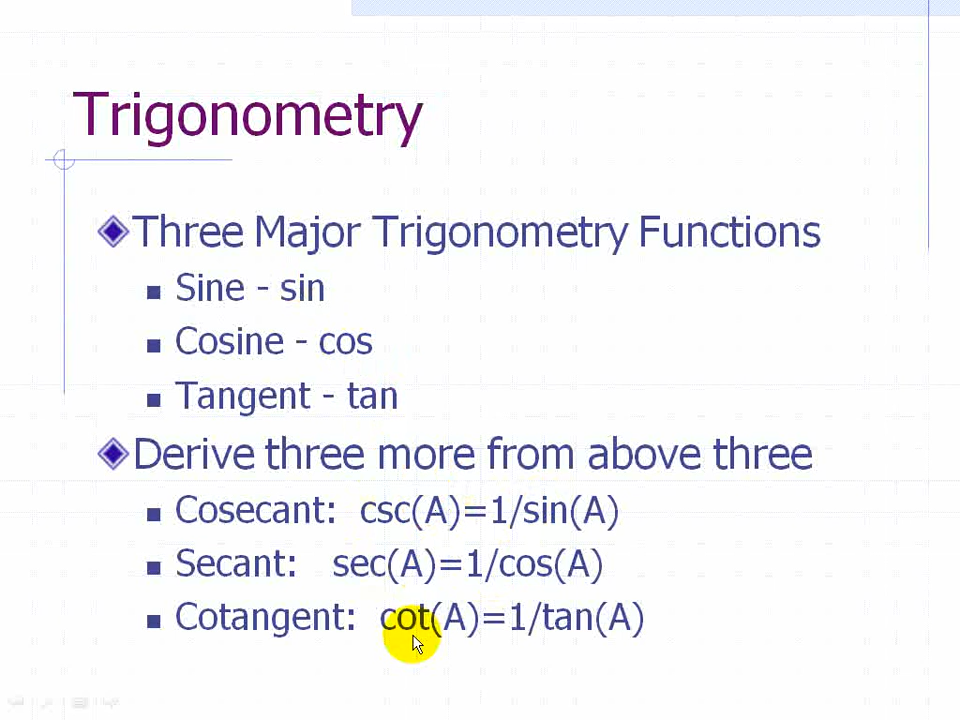 Trigonometry
Three Major Trigonometry Functions
Sine - sin
Cosine - cos
Tangent - tan
Derive three more from above three
Cosecant: csc(A)=1/sin(A)
Secant: sec(A)=1/cos(A)
Cotangent: cot(A)=1/tan(A)